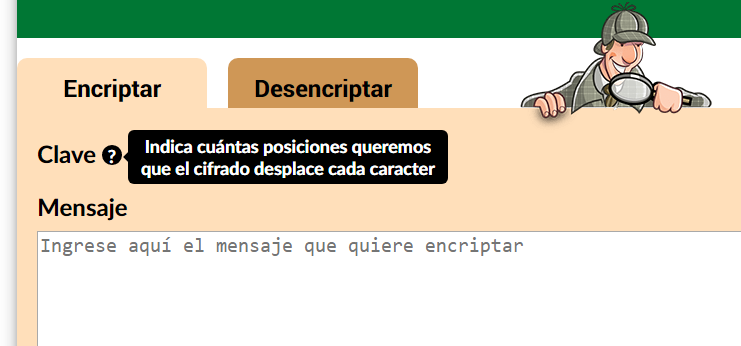 Encriptar
Desencriptar
Clave ?
Indica cuántas posiciones queremos
que el cifrado desplace cada caracter
Mensaje
Ingrese aquí el mensaje que quiere encriptar